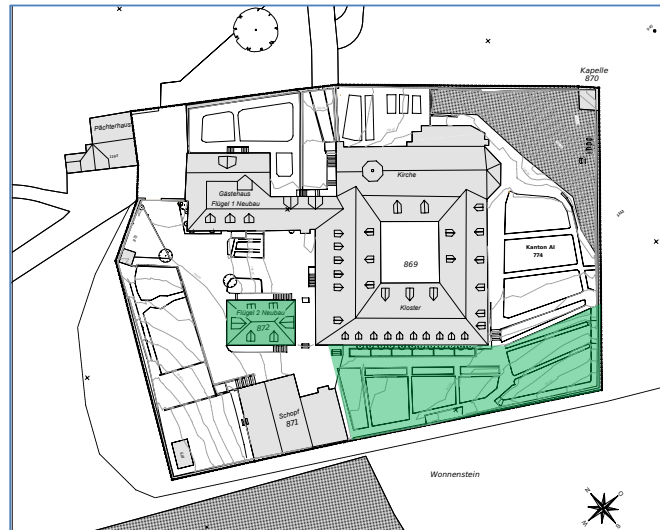 Kapelle
870
Pächterhaus
Kirche
Gästehaus
Flügel 1 Neubau
Kanton AI
774
869
Kloster
Flügel 2 Neubau
872
Schopf
871
Wonnenstein